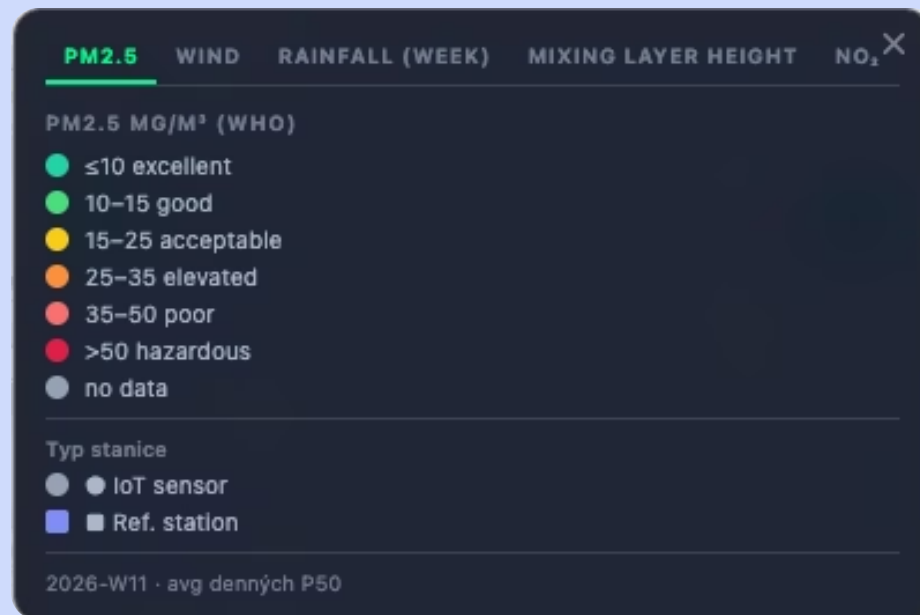 PM2.5 WIND RAINFALL (WEEK) MIXING LAYER HEIGHT NO₂
PM2.5 MG/M³ (WHO)
≤10 excellent
10–15 good
15–25 acceptable
25–35 elevated
35–50 poor
>50 hazardous
no data
Typ stanice
IoT sensor
Ref. station
2026-W11 · avg denných P50